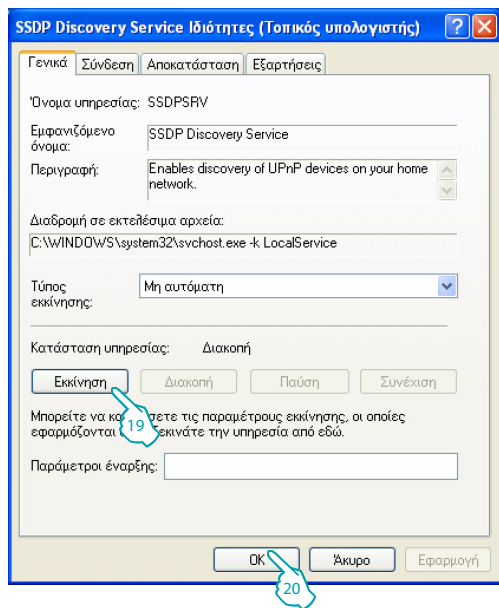 SSDP Discovery Service Ιδιότητες (Τοπικός υπολογιστής)
Γενικά Σύνδεση Αποκατάσταση Εξαρτήσεις
Όνομα υπηρεσίας: SSDPSRV
Εμφανιζόμενο όνομα: SSDP Discovery Service
Περιγραφή: Enables discovery of UPnP devices on your home network.
Διαδρομή σε εκτελέσιμα αρχεία:
C:\WINDOWS\system32\svchost.exe -k LocalService
Τύπος εκκίνησης: Μη αυτόματη
Κατάσταση υπηρεσίας: Διακοπή
Εκκίνηση Διακοπή Παύση Συνέχιση
19
Μπορείτε να σετε τις παραμέτρους εκκίνησης, οι οποίες
εφαρμόζονται εκινάτε την υπηρεσία από εδώ.
Παράμετροι έναρξης:
OK Άκυρο Εφαρμογή
20